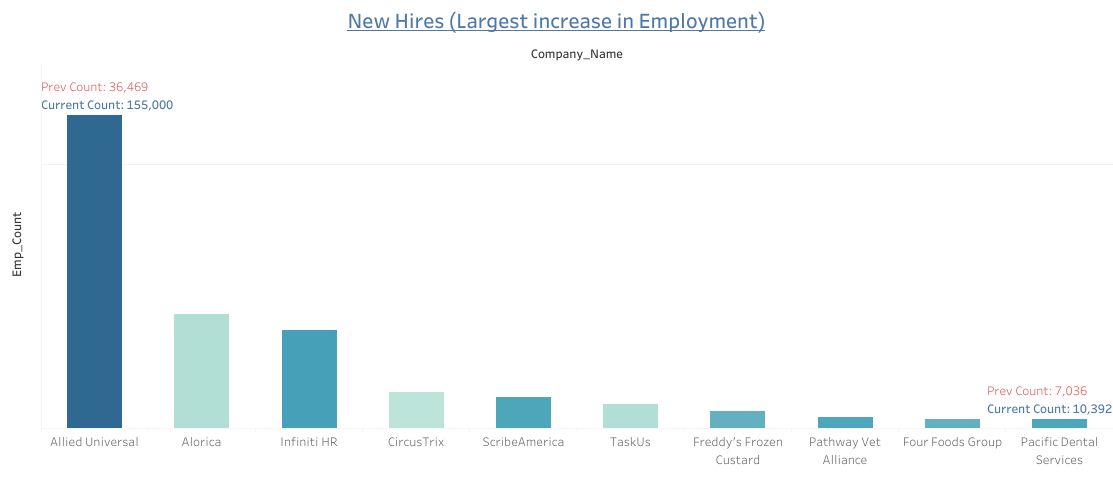 New Hires (Largest increase in Employment)
Company_Name
Prev Count: 36,469
Current Count: 155,000
Emp_Count
Prev Count: 7,036
Current Count: 10,392
Allied Universal
Alorica
Infiniti HR
CircusTrix
ScribeAmerica
TaskUs
Freddy’s Frozen
Custard
Pathway Vet
Alliance
Four Foods Group
Pacific Dental
Services